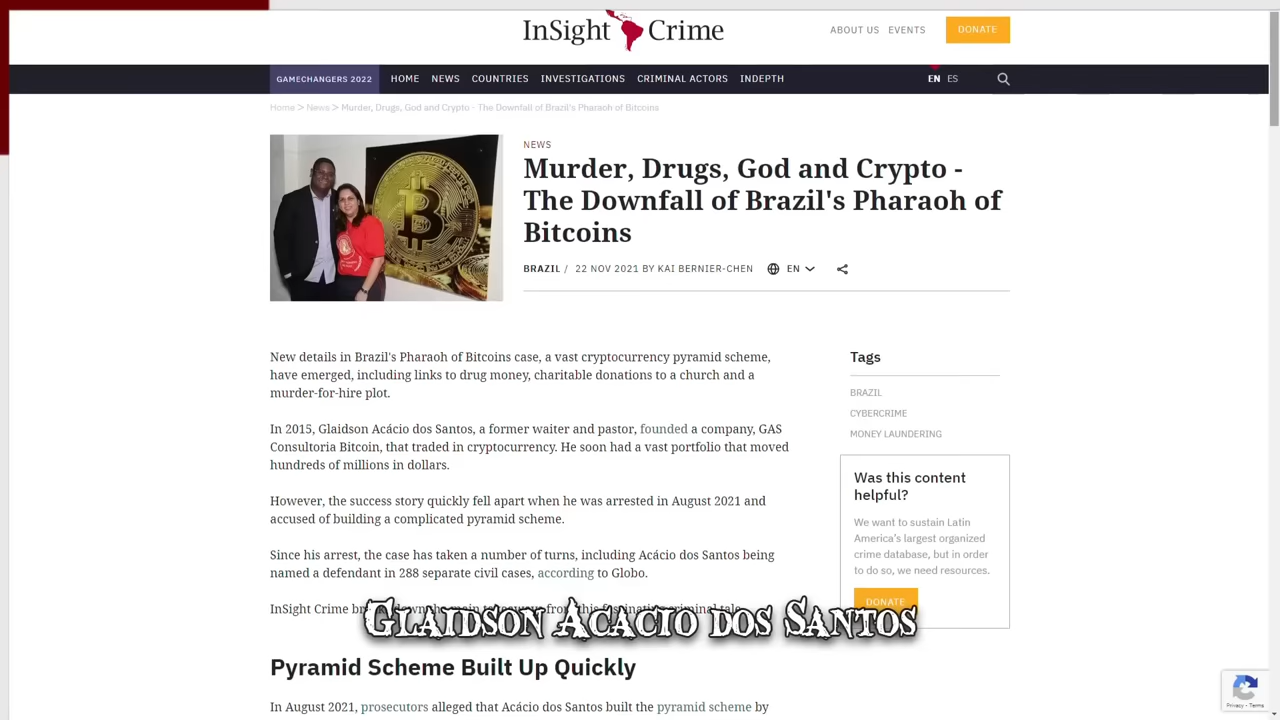 InSight Crime
ABOUT US EVENTS DONATE
GAMECHANGERS 2022 HOME NEWS COUNTRIES INVESTIGATIONS CRIMINAL ACTORS INDEPTH EN ES
Home > News > Murder, Drugs, God and Crypto - The Downfall of Brazil's Pharaoh of Bitcoins
NEWS
Murder, Drugs, God and Crypto -
The Downfall of Brazil's Pharaoh of
Bitcoins
BRAZIL / 22 NOV 2021 BY KAI BERNIER-CHEN EN
New details in Brazil's Pharaoh of Bitcoins case, a vast cryptocurrency pyramid scheme,
have emerged, including links to drug money, charitable donations to a church and a
murder-for-hire plot.
In 2015, Glaidson Acácio dos Santos, a former waiter and pastor, founded a company, GAS
Consultoria Bitcoin, that traded in cryptocurrency. He soon had a vast portfolio that moved
hundreds of millions in dollars.
However, the success story quickly fell apart when he was arrested in August 2021 and
accused of building a complicated pyramid scheme.
Since his arrest, the case has taken a number of turns, including Acácio dos Santos being
named a defendant in 288 separate civil cases, according to Globo.
InSight Crime
Glaidson Acacio dos Santos
Pyramid Scheme Built Up Quickly
In August 2021, prosecutors alleged that Acácio dos Santos built the pyramid scheme by
Tags
BRAZIL
CYBERCRIME
MONEY LAUNDERING
Was this content
helpful?
We want to sustain Latin
America's largest organized
crime database, but in order
to do so, we need resources.
DONATE
Privacy - Terms